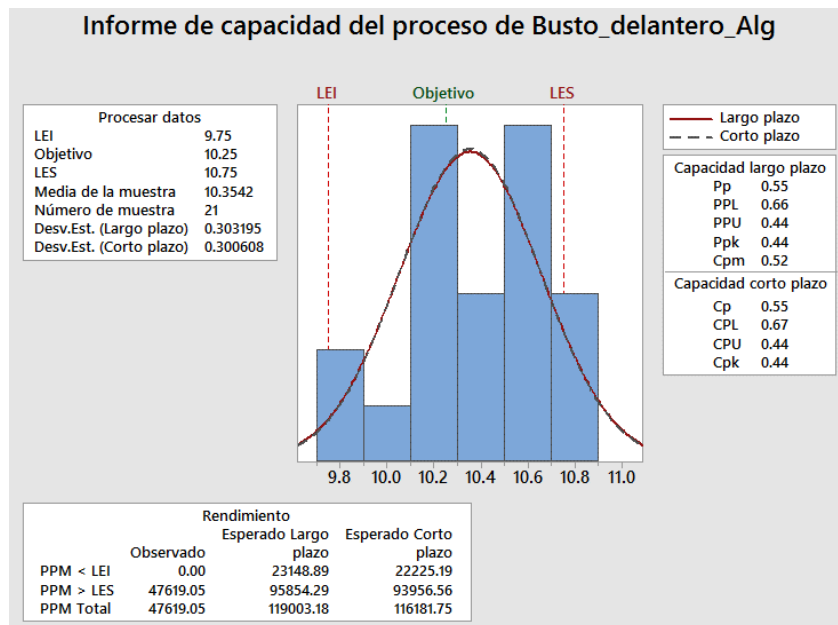 Informe de capacidad del proceso de Busto_delantero_Alg
LEI Objetivo LES
Procesar datos
LEI 9.75
Objetivo 10.25
LES 10.75
Media de la muestra 10.3542
Número de muestra 21
Desv.Est. (Largo plazo) 0.303195
Desv.Est. (Corto plazo) 0.300608
Largo plazo
Corto plazo
Capacidad largo plazo
Pp 0.55
PPL 0.66
PPU 0.44
Ppk 0.44
Cpm 0.52
Capacidad corto plazo
Cp 0.55
CPL 0.67
CPU 0.44
Cpk 0.44
9.8 10.0 10.2 10.4 10.6 10.8 11.0
Rendimiento
Esperado Largo Esperado Corto
Observado plazo plazo
PPM < LEI 0.00 23148.89 22225.19
PPM > LES 47619.05 95854.29 93956.56
PPM Total 47619.05 119003.18 116181.75